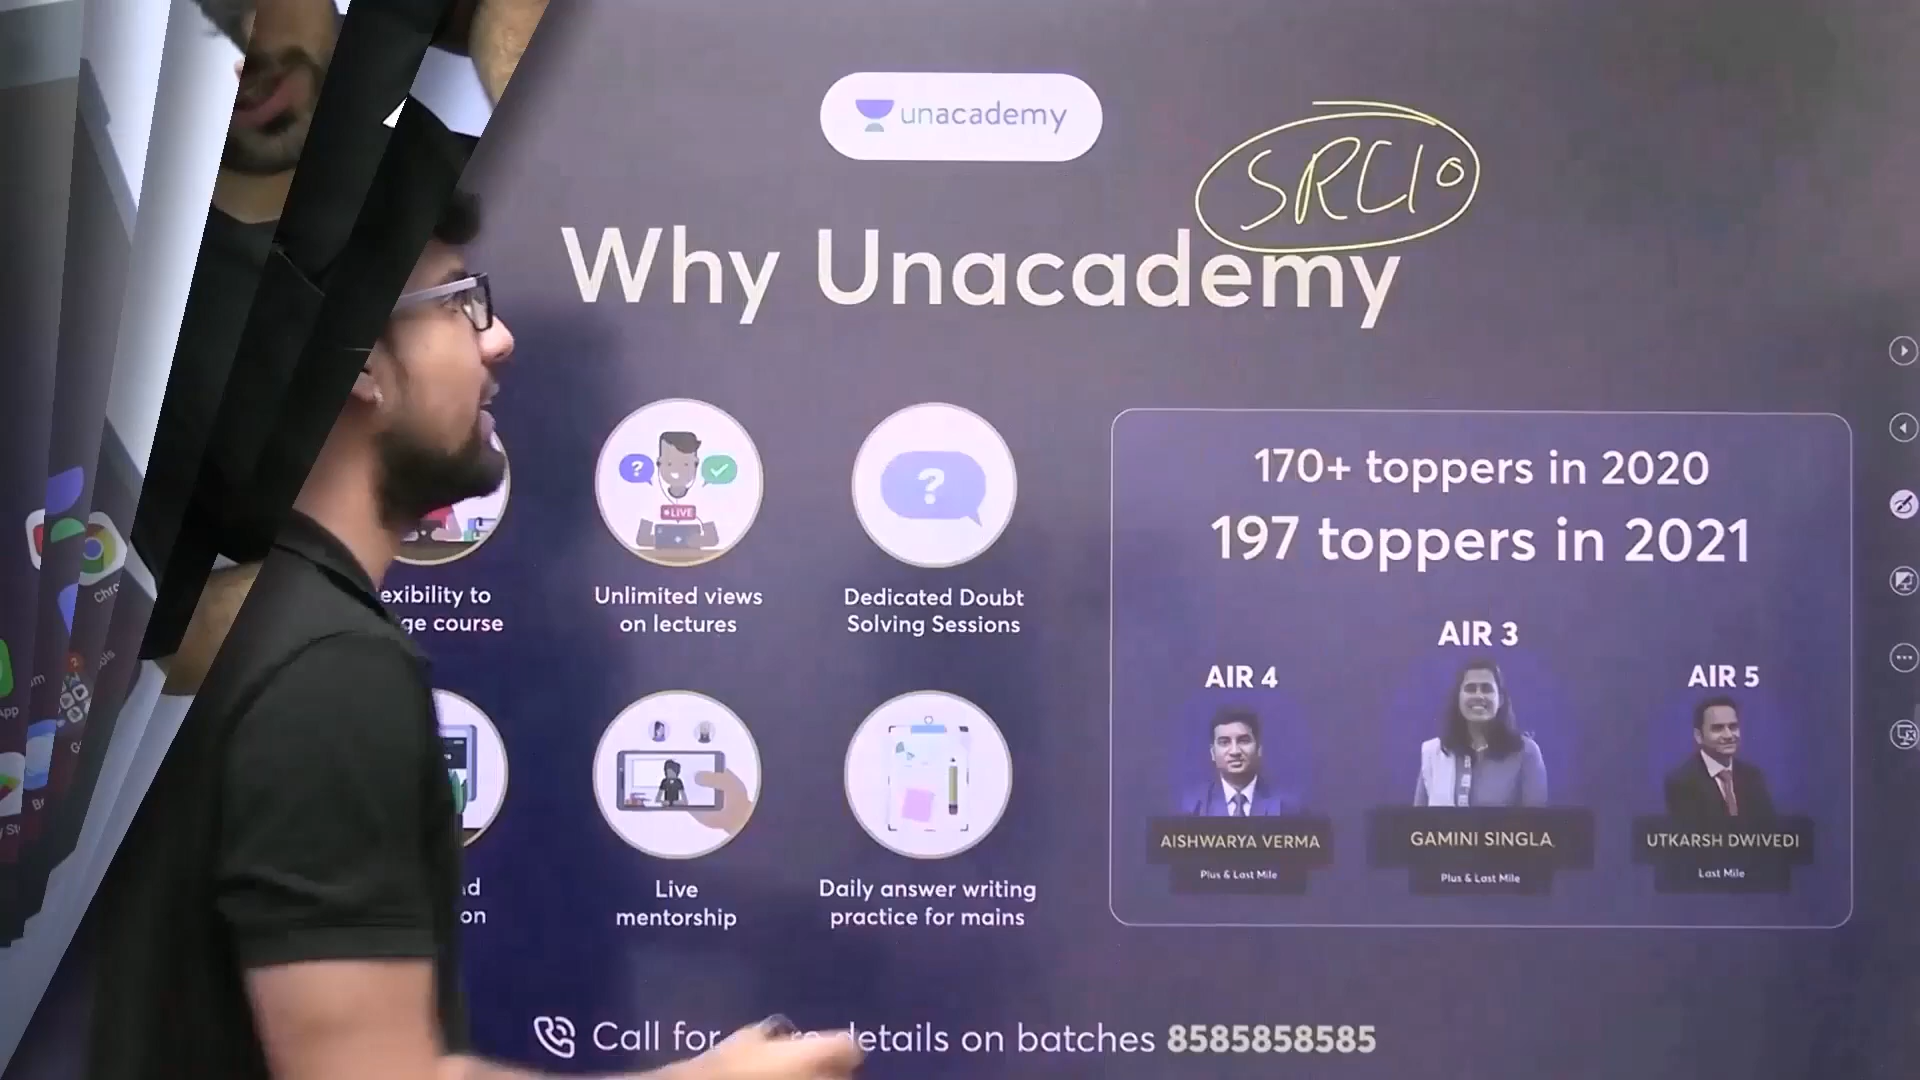 unacademy
SRC10
Why Unacademy
LIVE
exibility to
ge course
Unlimited views
on lectures
Dedicated Doubt
Solving Sessions
170+ toppers in 2020
197 toppers in 2021
AIR 4
AIR 3
AIR 5
AISHWARYA VERMA
Plus & Last Mile
GAMINI SINGLA
Plus & Last Mile
UTKARSH DWIVEDI
Last Mile
on
Live
mentorship
Daily answer writing
practice for mains
Call for details on batches 8585858585